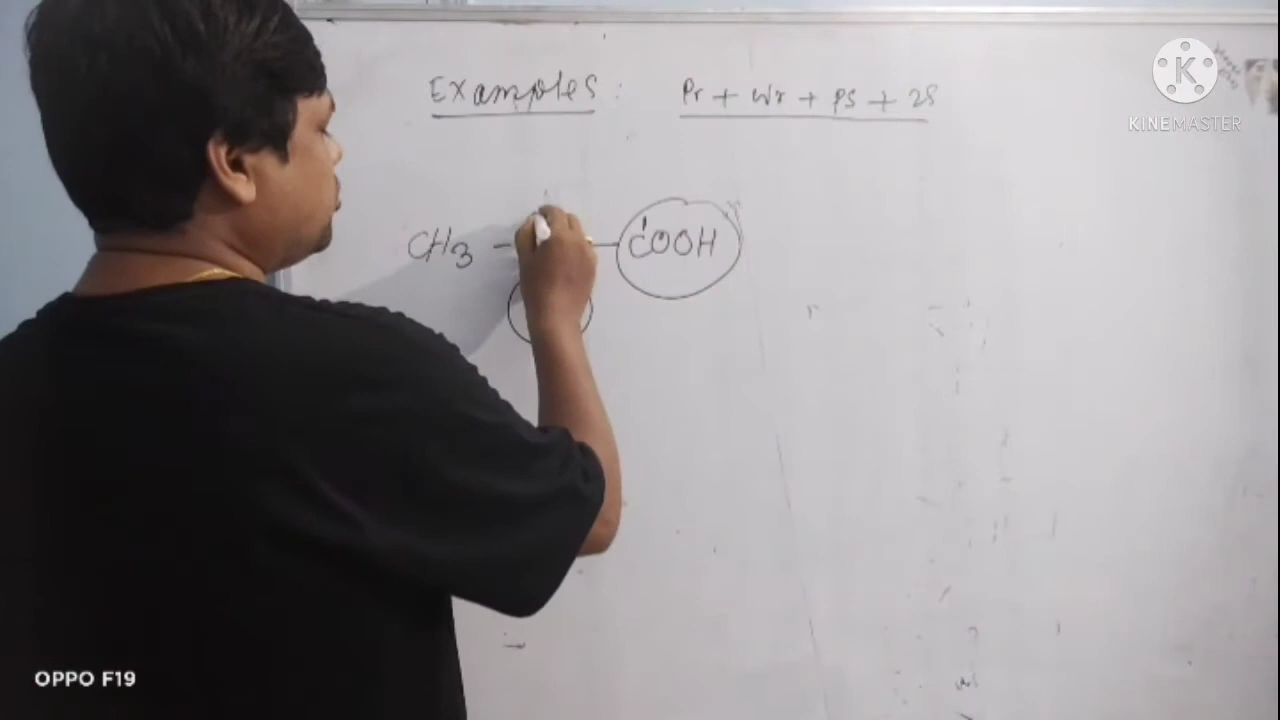 Examples : Pr + Wr + PS + 2S
CH3 - - COOH
KINEMASTER
OPPO F19